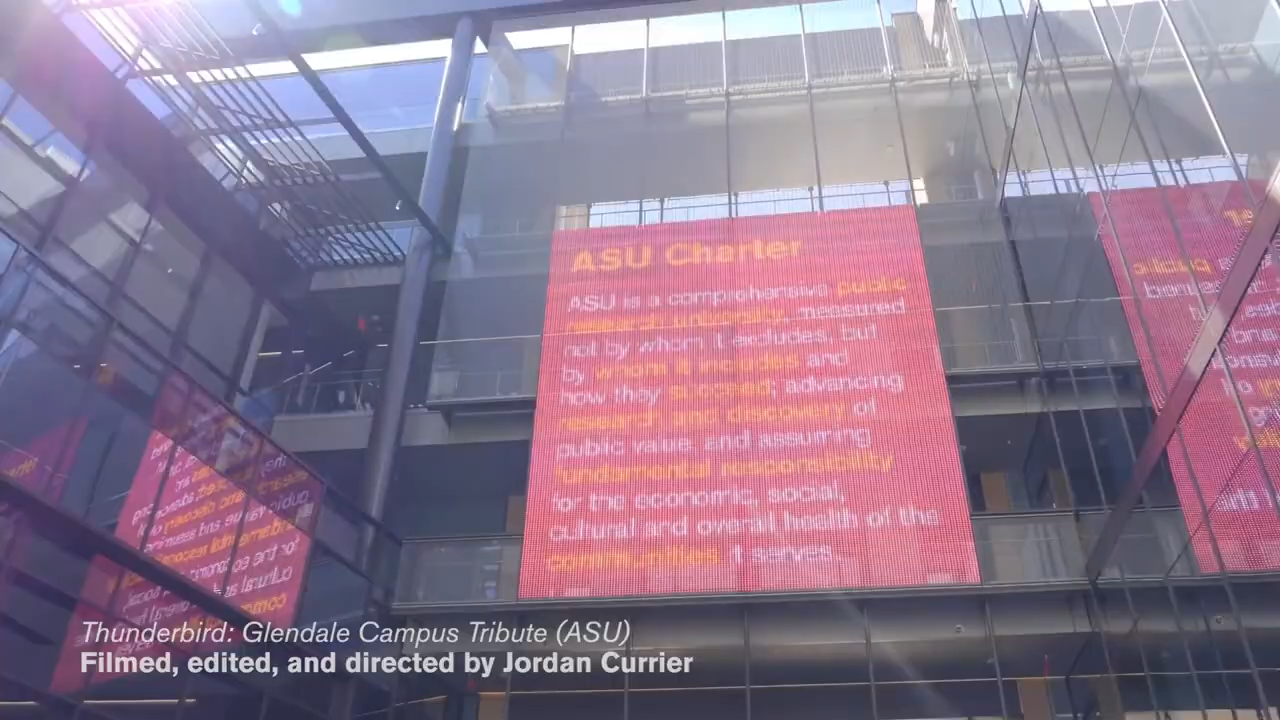 ASU Charter
ASU is a comprehensive public
research university, measured
not by whom it excludes, but
by whom it includes and
how they succeed; advancing
research and discovery of
public value; and assuming
fundamental responsibility
for the economic, social,
cultural and overall health of the
communities it serves.
Thunderbird: Glendale Campus Tribute (ASU)
Filmed, edited, and directed by Jordan Currier